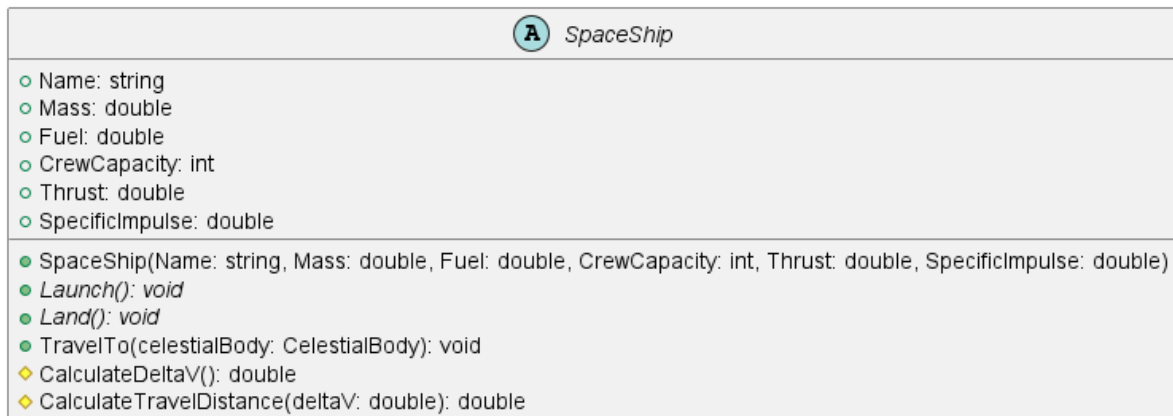 A SpaceShip
Name: string
Mass: double
Fuel: double
CrewCapacity: int
Thrust: double
SpecificImpulse: double
SpaceShip(Name: string, Mass: double, Fuel: double, CrewCapacity: int, Thrust: double, SpecificImpulse: double)
Launch(): void
Land(): void
TravelTo(celestialBody: CelestialBody): void
CalculateDeltaV(): double
CalculateTravelDistance(deltaV: double): double